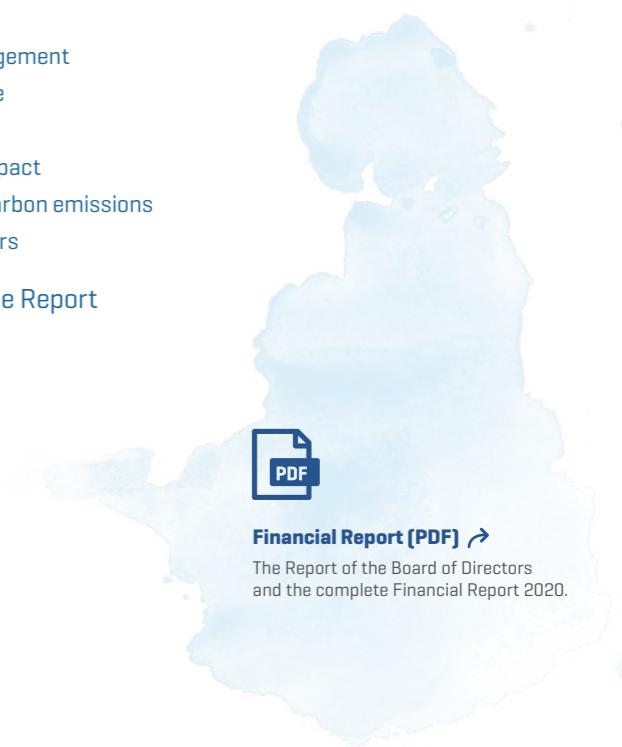 gement
e
pact
arbon emissions
rs
e Report
PDF
Financial Report (PDF)
The Report of the Board of Directors
and the complete Financial Report 2020.